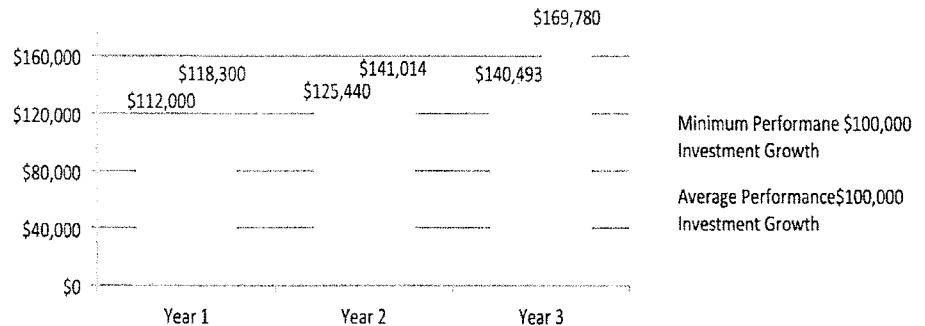 $169,780
$160,000
$118,300
$141,014
$140,493
$112,000
$125,440
$120,000
$80,000
$40,000
$0
Year 1
Year 2
Year 3
Minimum Performane $100,000
Investment Growth
Average Performance$100,000
Investment Growth